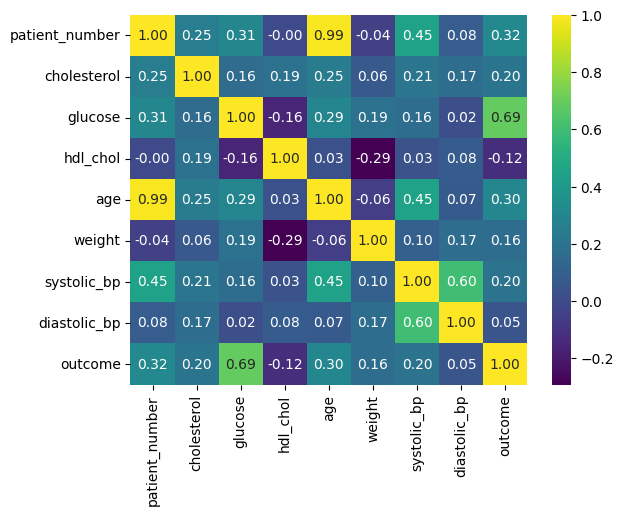 patient_number 1.00 0.25 0.31 -0.00 0.99 -0.04 0.45 0.08 0.32
cholesterol 0.25 1.00 0.16 0.19 0.25 0.06 0.21 0.17 0.20
glucose 0.31 0.16 1.00 -0.16 0.29 0.19 0.16 0.02 0.69
hdl_chol -0.00 0.19 -0.16 1.00 0.03 -0.29 0.03 0.08 -0.12
age 0.99 0.25 0.29 0.03 1.00 -0.06 0.45 0.07 0.30
weight -0.04 0.06 0.19 -0.29 -0.06 1.00 0.10 0.17 0.16
systolic_bp 0.45 0.21 0.16 0.03 0.45 0.10 1.00 0.60 0.20
diastolic_bp 0.08 0.17 0.02 0.08 0.07 0.17 0.60 1.00 0.05
outcome 0.32 0.20 0.69 -0.12 0.30 0.16 0.20 0.05 1.00
patient_number
cholesterol
glucose
hdl_chol
age
weight
systolic_bp
diastolic_bp
outcome
1.0
0.8
0.6
0.4
0.2
0.0
−0.2